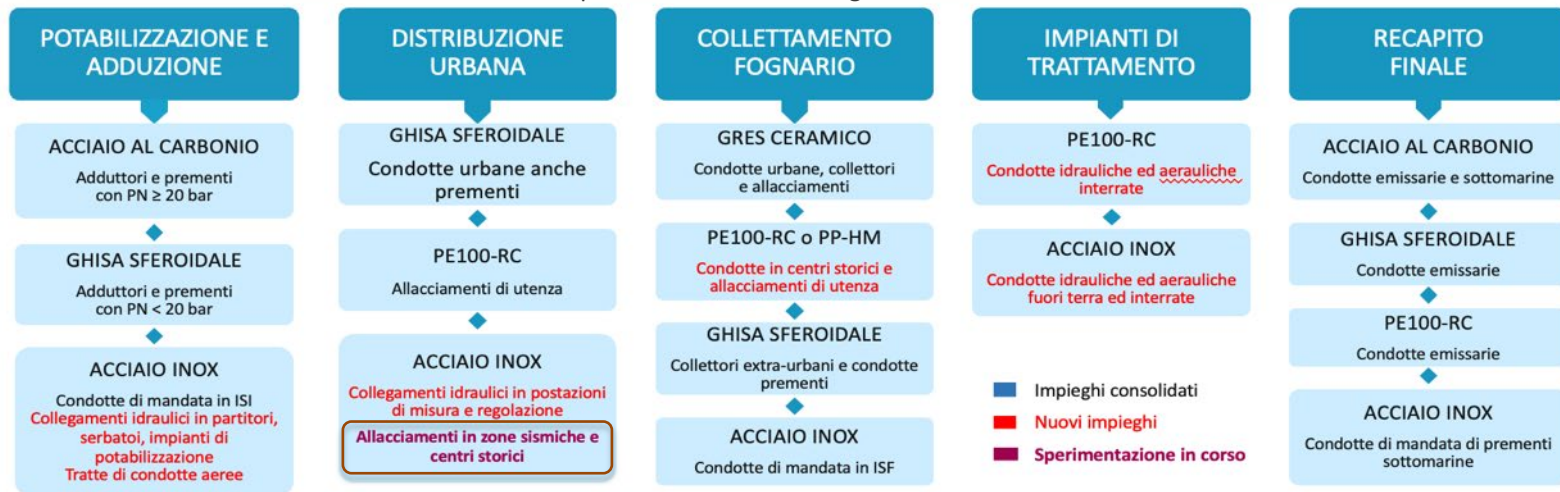 POTABILIZZAZIONE E
ADDUZIONE
ACCIAIO AL CARBONIO
Adduttori e prementi
con PN ≥ 20 bar
GHISA SFEROIDALE
Adduttori e prementi
con PN < 20 bar
ACCIAIO INOX
Condotte di mandata in ISI
Collegamenti idraulici in partitori,
serbatoi, impianti di
potabilizzazione
Tratte di condotte aeree
DISTRIBUZIONE
URBANA
GHISA SFEROIDALE
Condotte urbane anche
prementi
PE100-RC
Allacciamenti di utenza
ACCIAIO INOX
Collegamenti idraulici in postazioni
di misura e regolazione
Allacciamenti in zone sismiche e
centri storici
COLLETTAMENTO
FOGNARIO
GRES CERAMICO
Condotte urbane, collettori
e allacciamenti
PE100-RC o PP-HM
Condotte in centri storici e
allacciamenti di utenza
GHISA SFEROIDALE
Collettori extra-urbani e condotte
prementi
ACCIAIO INOX
Condotte di mandata in ISF
IMPIANTI DI
TRATTAMENTO
PE100-RC
Condotte idrauliche ed aerauliche
interrate
ACCIAIO INOX
Condotte idrauliche ed aerauliche
fuori terra ed interrate
Impieghi consolidati
Nuovi impieghi
Sperimentazione in corso
RECAPITO
FINALE
ACCIAIO AL CARBONIO
Condotte emissarie e sottomarine
GHISA SFEROIDALE
Condotte emissarie
PE100-RC
Condotte emissarie
ACCIAIO INOX
Condotte di mandata di prementi
sottomarine